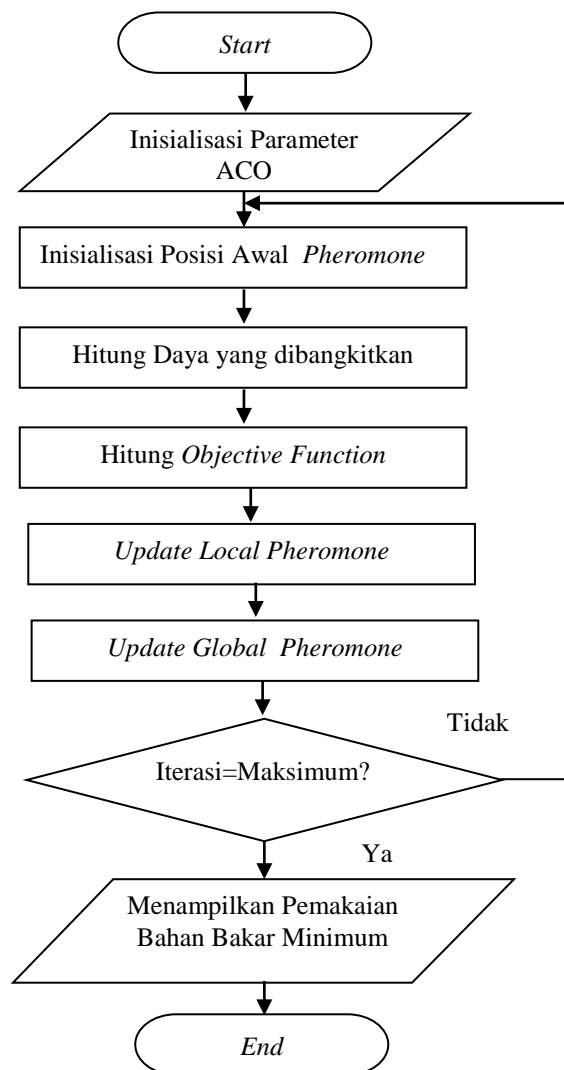 Start
Inisialisasi Parameter
ACO
Inisialisasi Posisi Awal Pheromone
Hitung Daya yang dibangkitkan
Hitung Objective Function
Update Local Pheromone
Update Global Pheromone
Tidak
Iterasi=Maksimum?
Ya
Menampilkan Pemakaian
Bahan Bakar Minimum
End